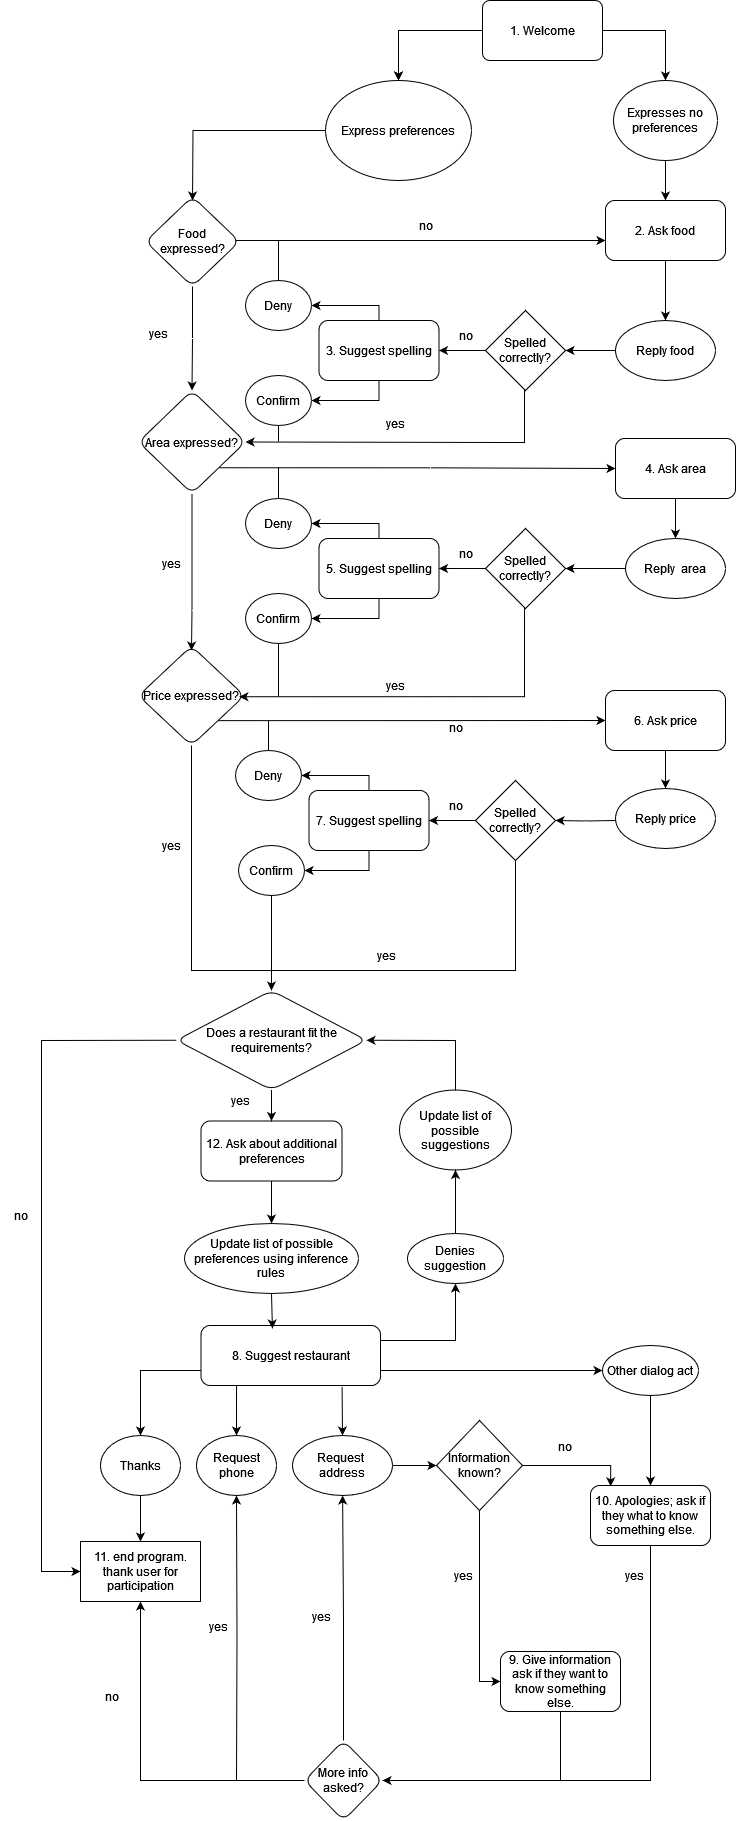 1. Welcome
Express preferences
Expresses no
preferences
Food
expressed?
no
2. Ask food
yes
Deny
3. Suggest spelling
no
Spelled
correctly?
Reply food
Confirm
yes
Area expressed?
4. Ask area
Deny
yes
5. Suggest spelling
no
Spelled
correctly?
Reply  area
Confirm
yes
Price expressed?
no
6. Ask price
Deny
yes
7. Suggest spelling
no
Spelled
correctly?
Reply price
Confirm
yes
Does a restaurant fit the
requirements?
yes
12. Ask about additional
preferences
Update list of
possible
suggestions
no
Update list of possible
preferences using inference
rules
Denies
suggestion
8. Suggest restaurant
Other dialog act
Thanks
Request
phone
Request
address
Information
known?
no
10. Apologies; ask if
they what to know
something else.
11. end program.
thank user for
participation
yes
yes
yes
yes
9. Give information
ask if they want to
know something
else.
no
More info
asked?